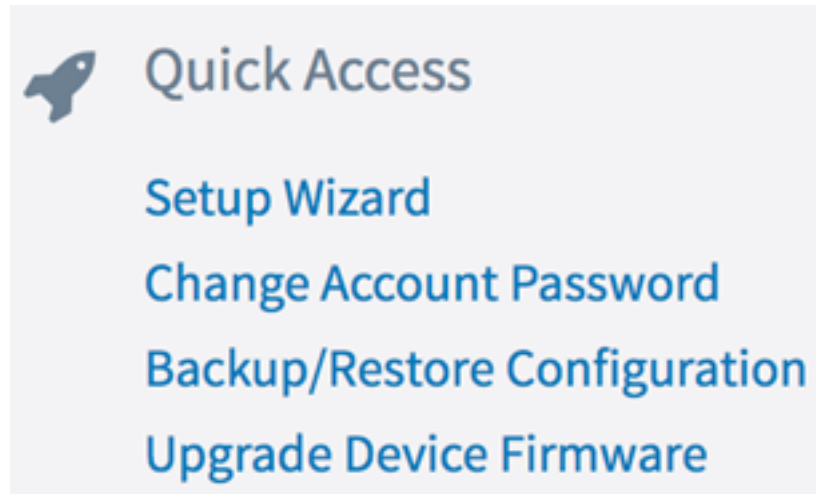 Quick Access
Setup Wizard
Change Account Password
Backup/Restore Configuration
Upgrade Device Firmware